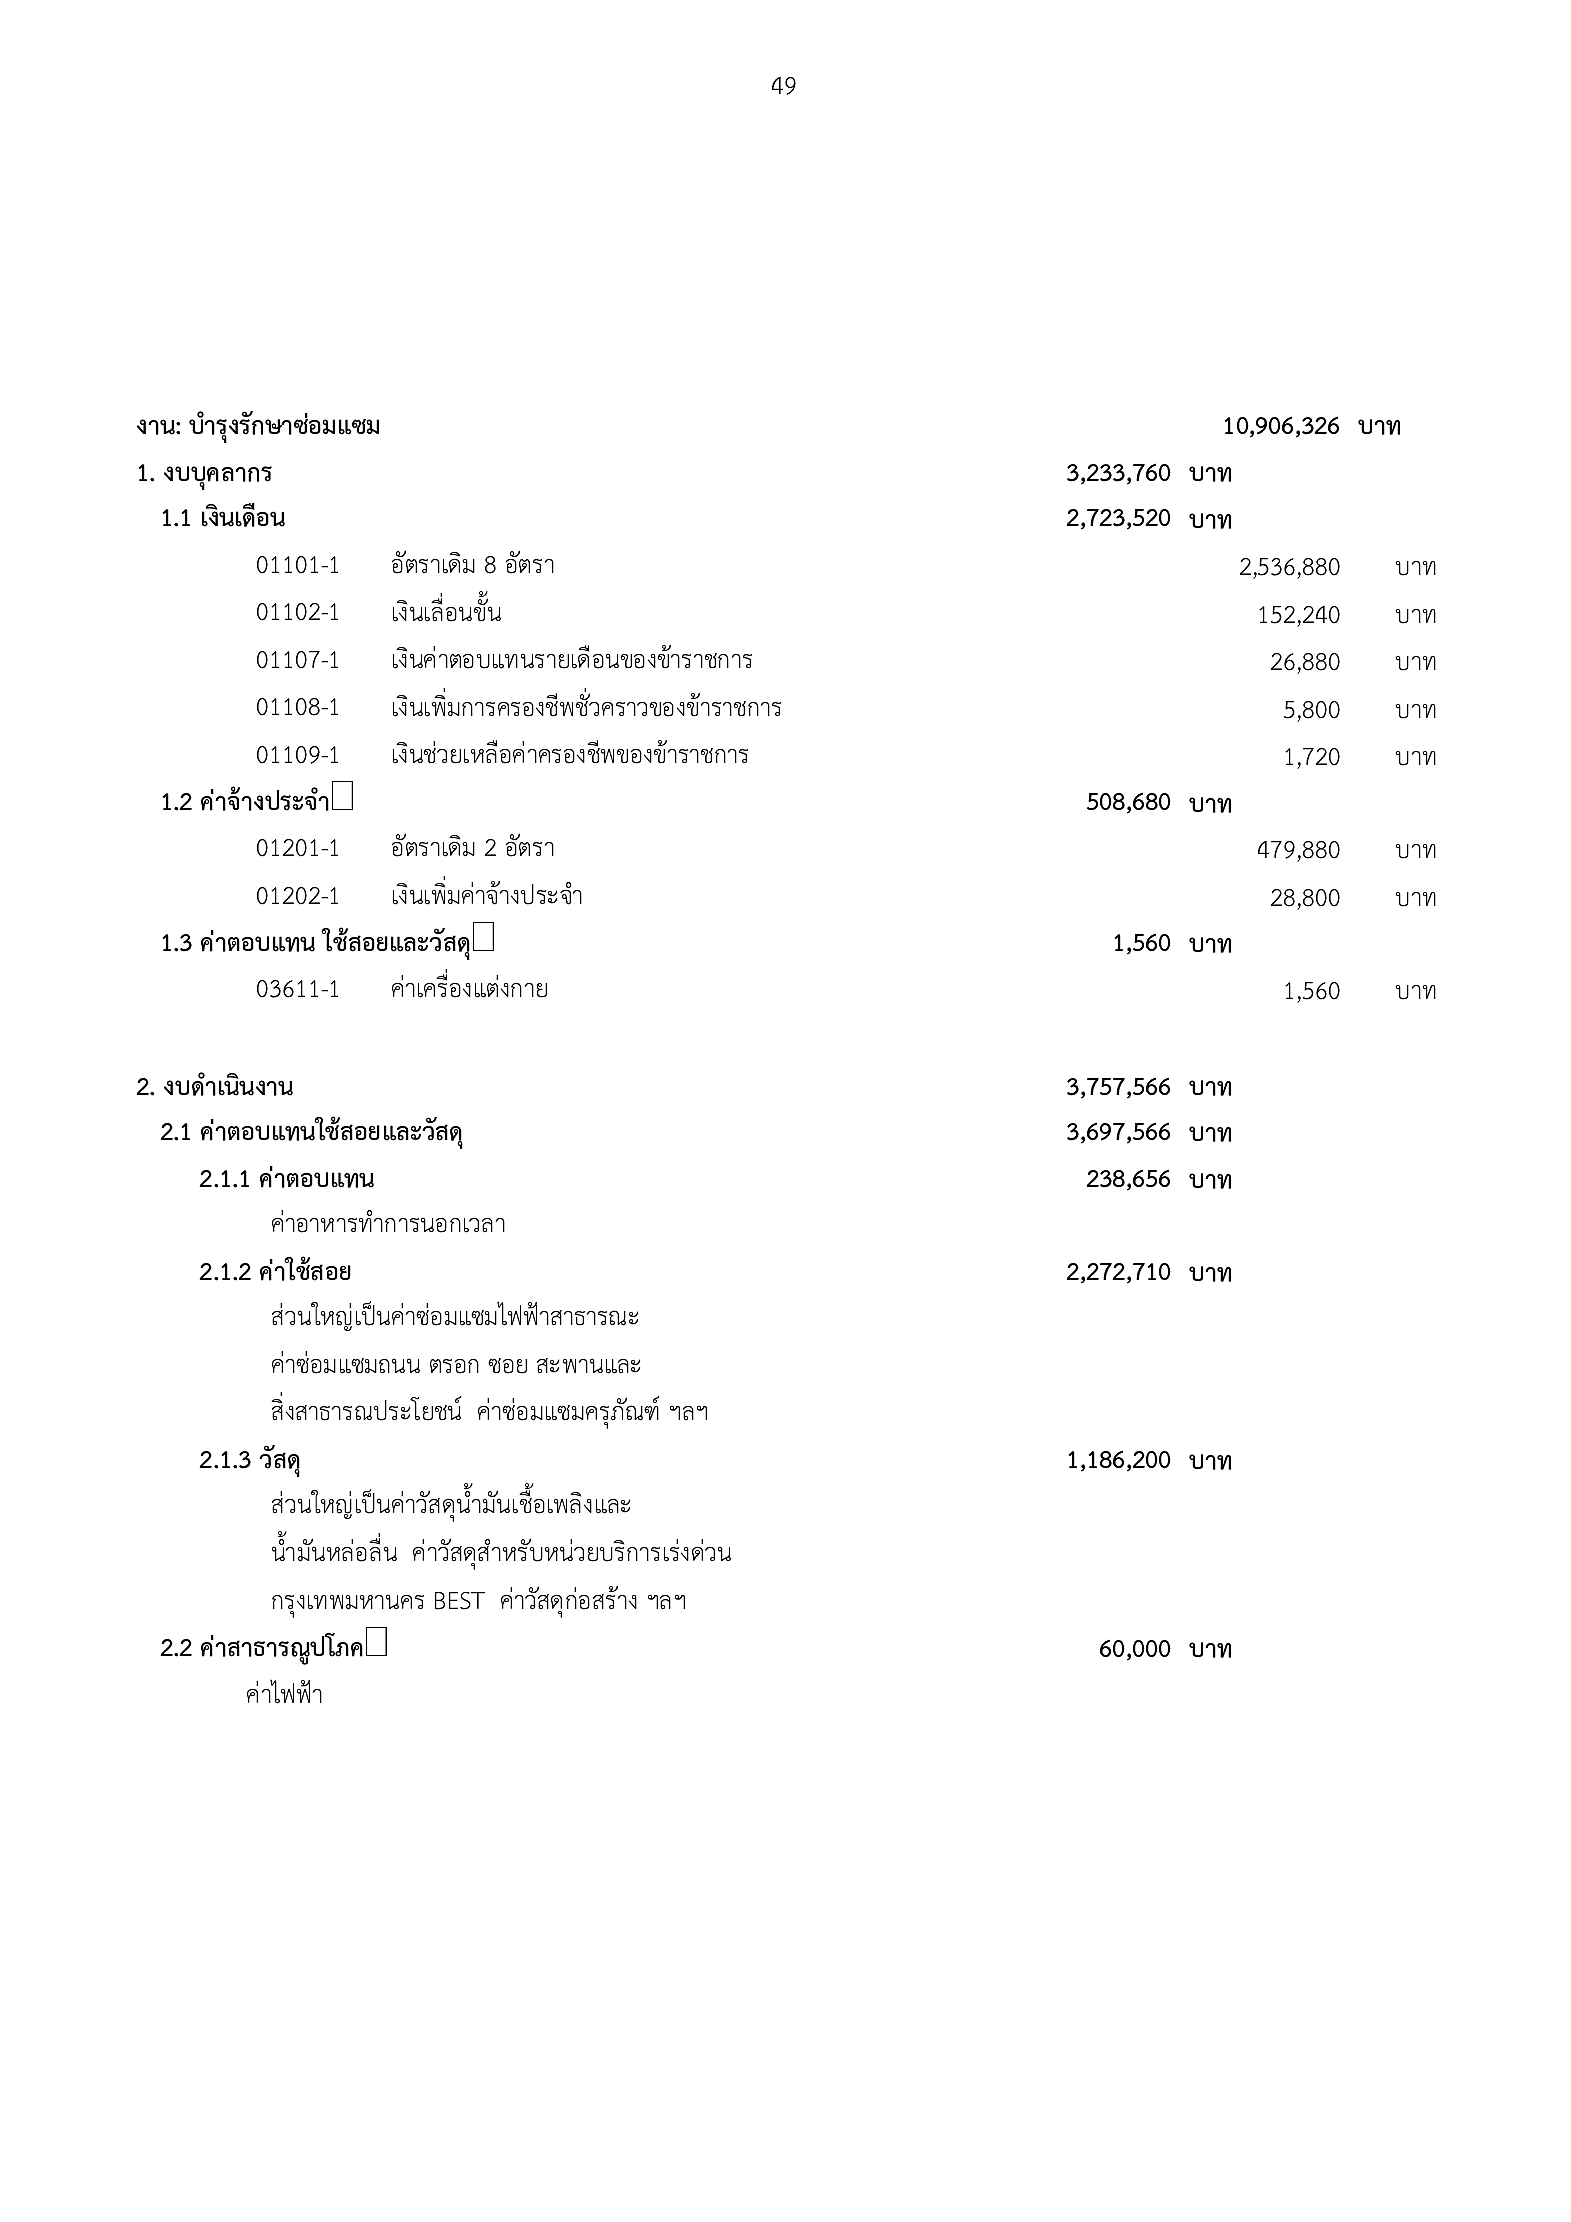 49
งาน: บำรุงรักษาซ่อมแซม 10,906,326 บาท
1. งบบุคลากร 3,233,760 บาท
1.1 เงินเดือน 2,723,520 บาท
01101-1 อัตราเดิม 8 อัตรา 2,536,880 บาท
01102-1 เงินเลื่อนขั้น 152,240 บาท
01107-1 เงินค่าตอบแทนรายเดือนของข้าราชการ 26,880 บาท
01108-1 เงินเพิ่มการครองชีพชั่วคราวของข้าราชการ 5,800 บาท
01109-1 เงินช่วยเหลือค่าครองชีพของข้าราชการ 1,720 บาท
1.2 ค่าจ้างประจำ 508,680 บาท
01201-1 อัตราเดิม 2 อัตรา 479,880 บาท
01202-1 เงินเพิ่มค่าจ้างประจำ 28,800 บาท
1.3 ค่าตอบแทน ใช้สอยและวัสดุ 1,560 บาท
03611-1 ค่าเครื่องแต่งกาย 1,560 บาท
2. งบดำเนินงาน 3,757,566 บาท
2.1 ค่าตอบแทนใช้สอยและวัสดุ 3,697,566 บาท
2.1.1 ค่าตอบแทน 238,656 บาท
ค่าอาหารทำการนอกเวลา
2.1.2 ค่าใช้สอย 2,272,710 บาท
ส่วนใหญ่เป็นค่าซ่อมแซมไฟฟ้าสาธารณะ
ค่าซ่อมแซมถนน ตรอก ซอย สะพานและ
สิ่งสาธารณประโยชน์ ค่าซ่อมแซมครุภัณฑ์ ฯลฯ
2.1.3 วัสดุ 1,186,200 บาท
ส่วนใหญ่เป็นค่าวัสดุน้ำมันเชื้อเพลิงและ
น้ำมันหล่อลื่น ค่าวัสดุสำหรับหน่วยบริการเร่งด่วน
กรุงเทพมหานคร BEST ค่าวัสดุก่อสร้าง ฯลฯ
2.2 ค่าสาธารณูปโภค 60,000 บาท
ค่าไฟฟ้า